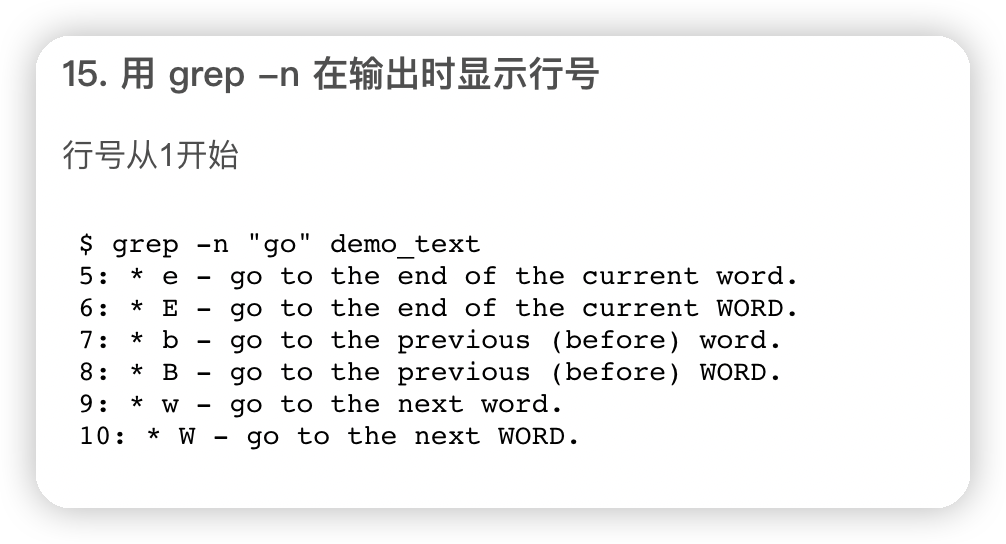 15. 用 grep –n 在输出时显示行号
行号从1开始
$ grep -n "go" demo_text
5: * e - go to the end of the current word.
6: * E - go to the end of the current WORD.
7: * b - go to the previous (before) word.
8: * B - go to the previous (before) WORD.
9: * w - go to the next word.
10: * W - go to the next WORD.